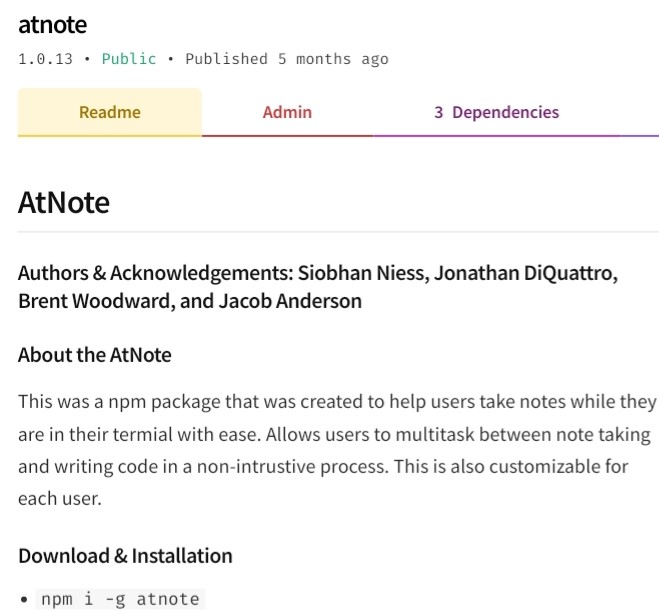 atnote
1.0.13 • Public • Published 5 months ago
Readme
Admin
3 Dependencies
AtNote
Authors & Acknowledgements: Siobhan Niess, Jonathan DiQuattro,
Brent Woodward, and Jacob Anderson
About the AtNote
This was a npm package that was created to help users take notes while they
are in their termial with ease. Allows users to multitask between note taking
and writing code in a non-intrustive process. This is also customizable for
each user.
Download & Installation
• npm i -g atnote